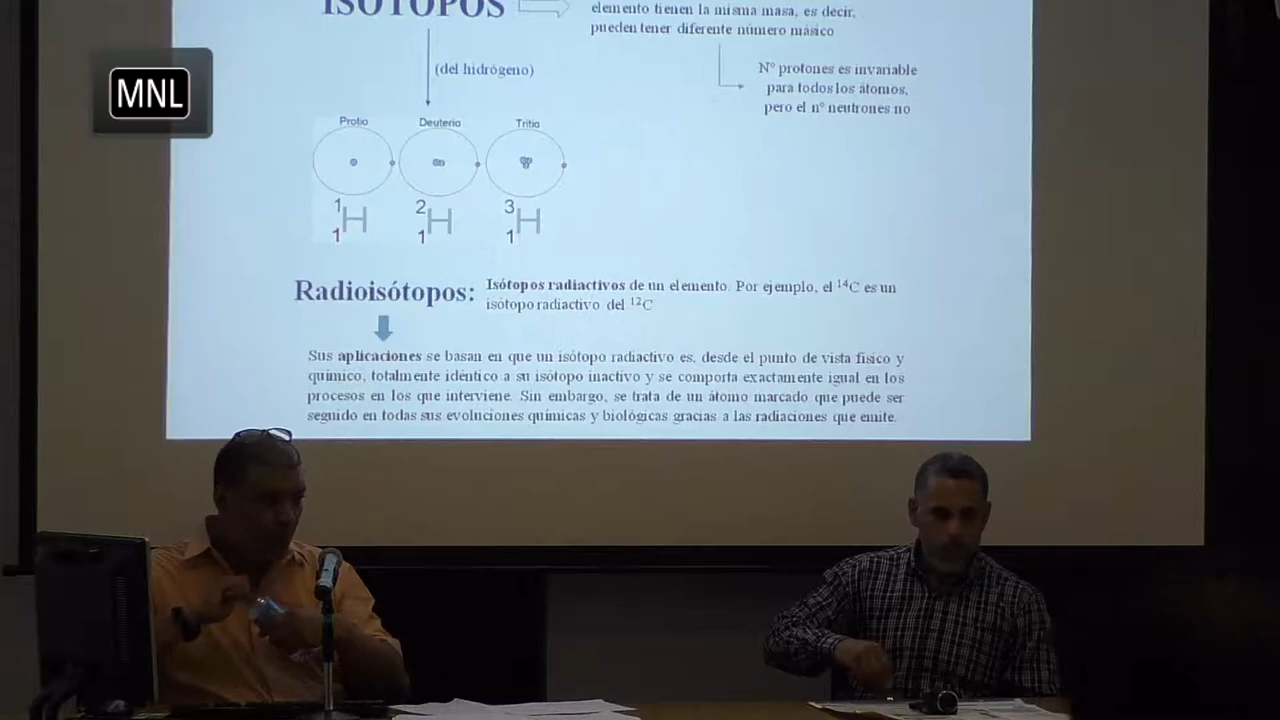 ISÓTOPOS
elemento tienen la misma masa, es decir,
pueden tener diferente número másico
MNL
(del hidrógeno)
Nº protones es invariable
para todos los átomos,
pero el nº neutrones no
Protio Deuterio Tritio
1 1 H 2 1 H 3 1 H
Radioisótopos: Isótopos radiactivos de un elemento. Por ejemplo, el ¹⁴C es un
isótopo radiactivo del ¹²C
Sus aplicaciones se basan en que un isótopo radiactivo es, desde el punto de vista físico y
químico, totalmente idéntico a su isótopo inactivo y se comporta exactamente igual en los
procesos en los que interviene. Sin embargo, se trata de un átomo marcado que puede ser
seguido en todas sus evoluciones químicas y biológicas gracias a las radiaciones que emite.